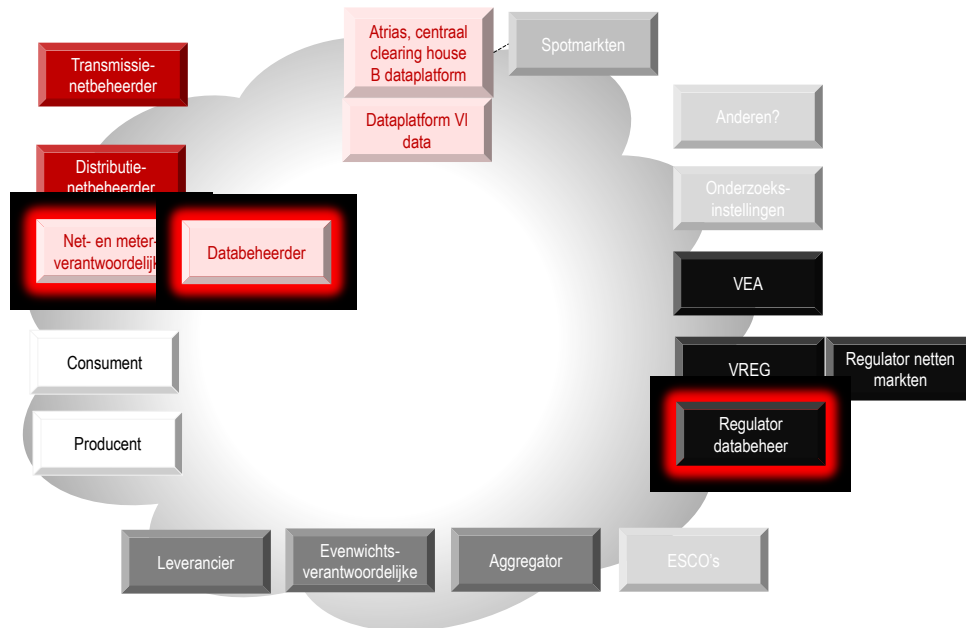 Atrias, centraal
clearing house
B dataplatform
Spotmarkten
Transmissie-
netbeheerder
Dataplatform VI
data
Anderen?
Distributie-
netbeheerder
Onderzoeks-
instellingen
Net- en meter-
verantwoordelijk
Databeheerder
VEA
Consument
VREG
Regulator netten
markten
Producent
Regulator
databeheer
Leverancier
Evenwichts-
verantwoordelijke
Aggregator
ESCO's